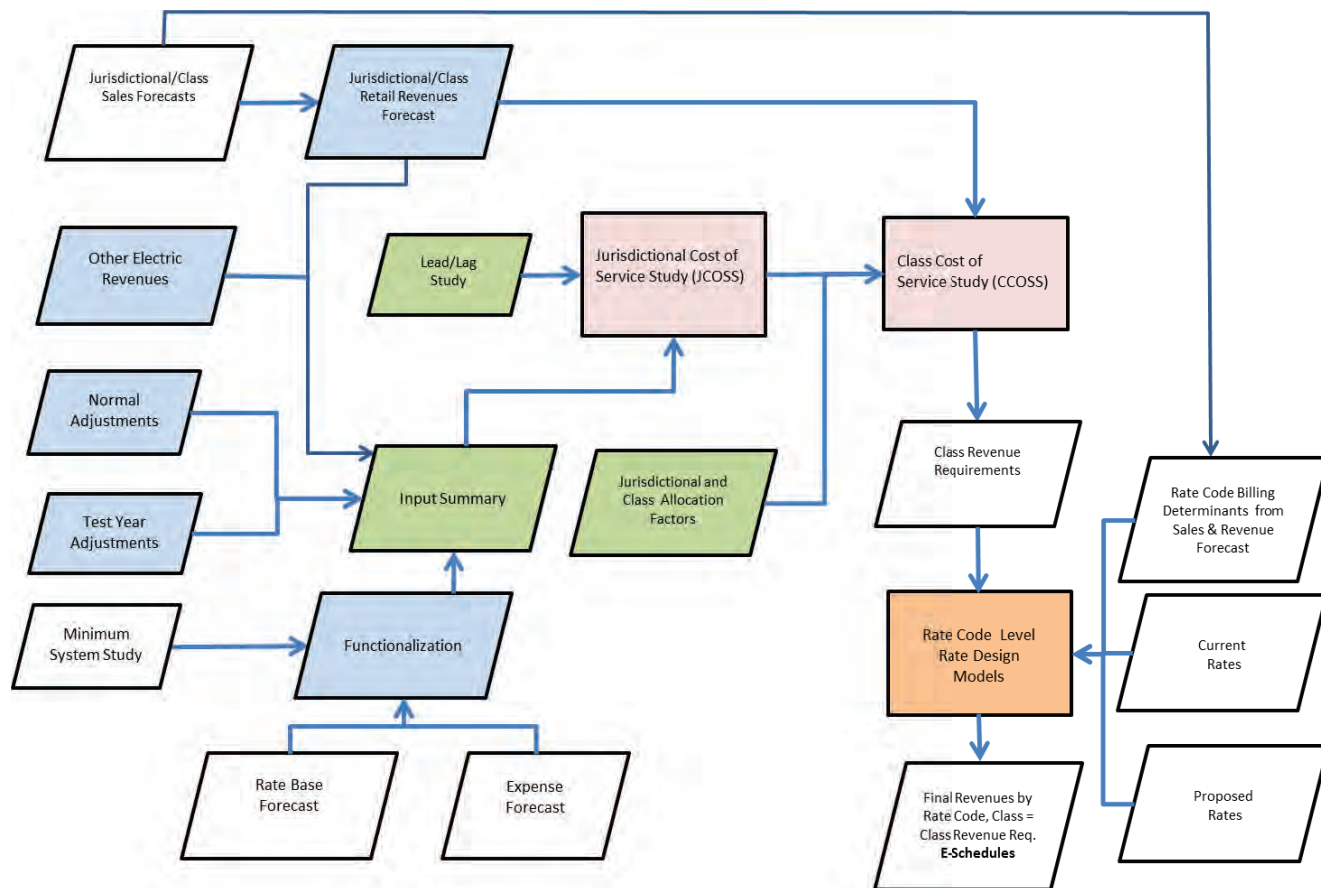 Jurisdictional/Class
Sales Forecasts
Jurisdictional/Class
Retail Revenues
Forecast
Other Electric
Revenues
Lead/Lag
Study
Jurisdictional Cost of
Service Study (JCOSS)
Class Cost of
Service Study (CCOSS)
Normal
Adjustments
Input Summary
Jurisdictional and
Class Allocation
Factors
Class Revenue
Requirements
Rate Code Billing
Determinants from
Sales & Revenue
Forecast
Test Year
Adjustments
Minimum
System Study
Functionalization
Rate Code Level
Rate Design
Models
Current
Rates
Rate Base
Forecast
Expense
Forecast
Final Revenues by
Rate Code, Class =
Class Revenue Req.
E-Schedules
Proposed
Rates